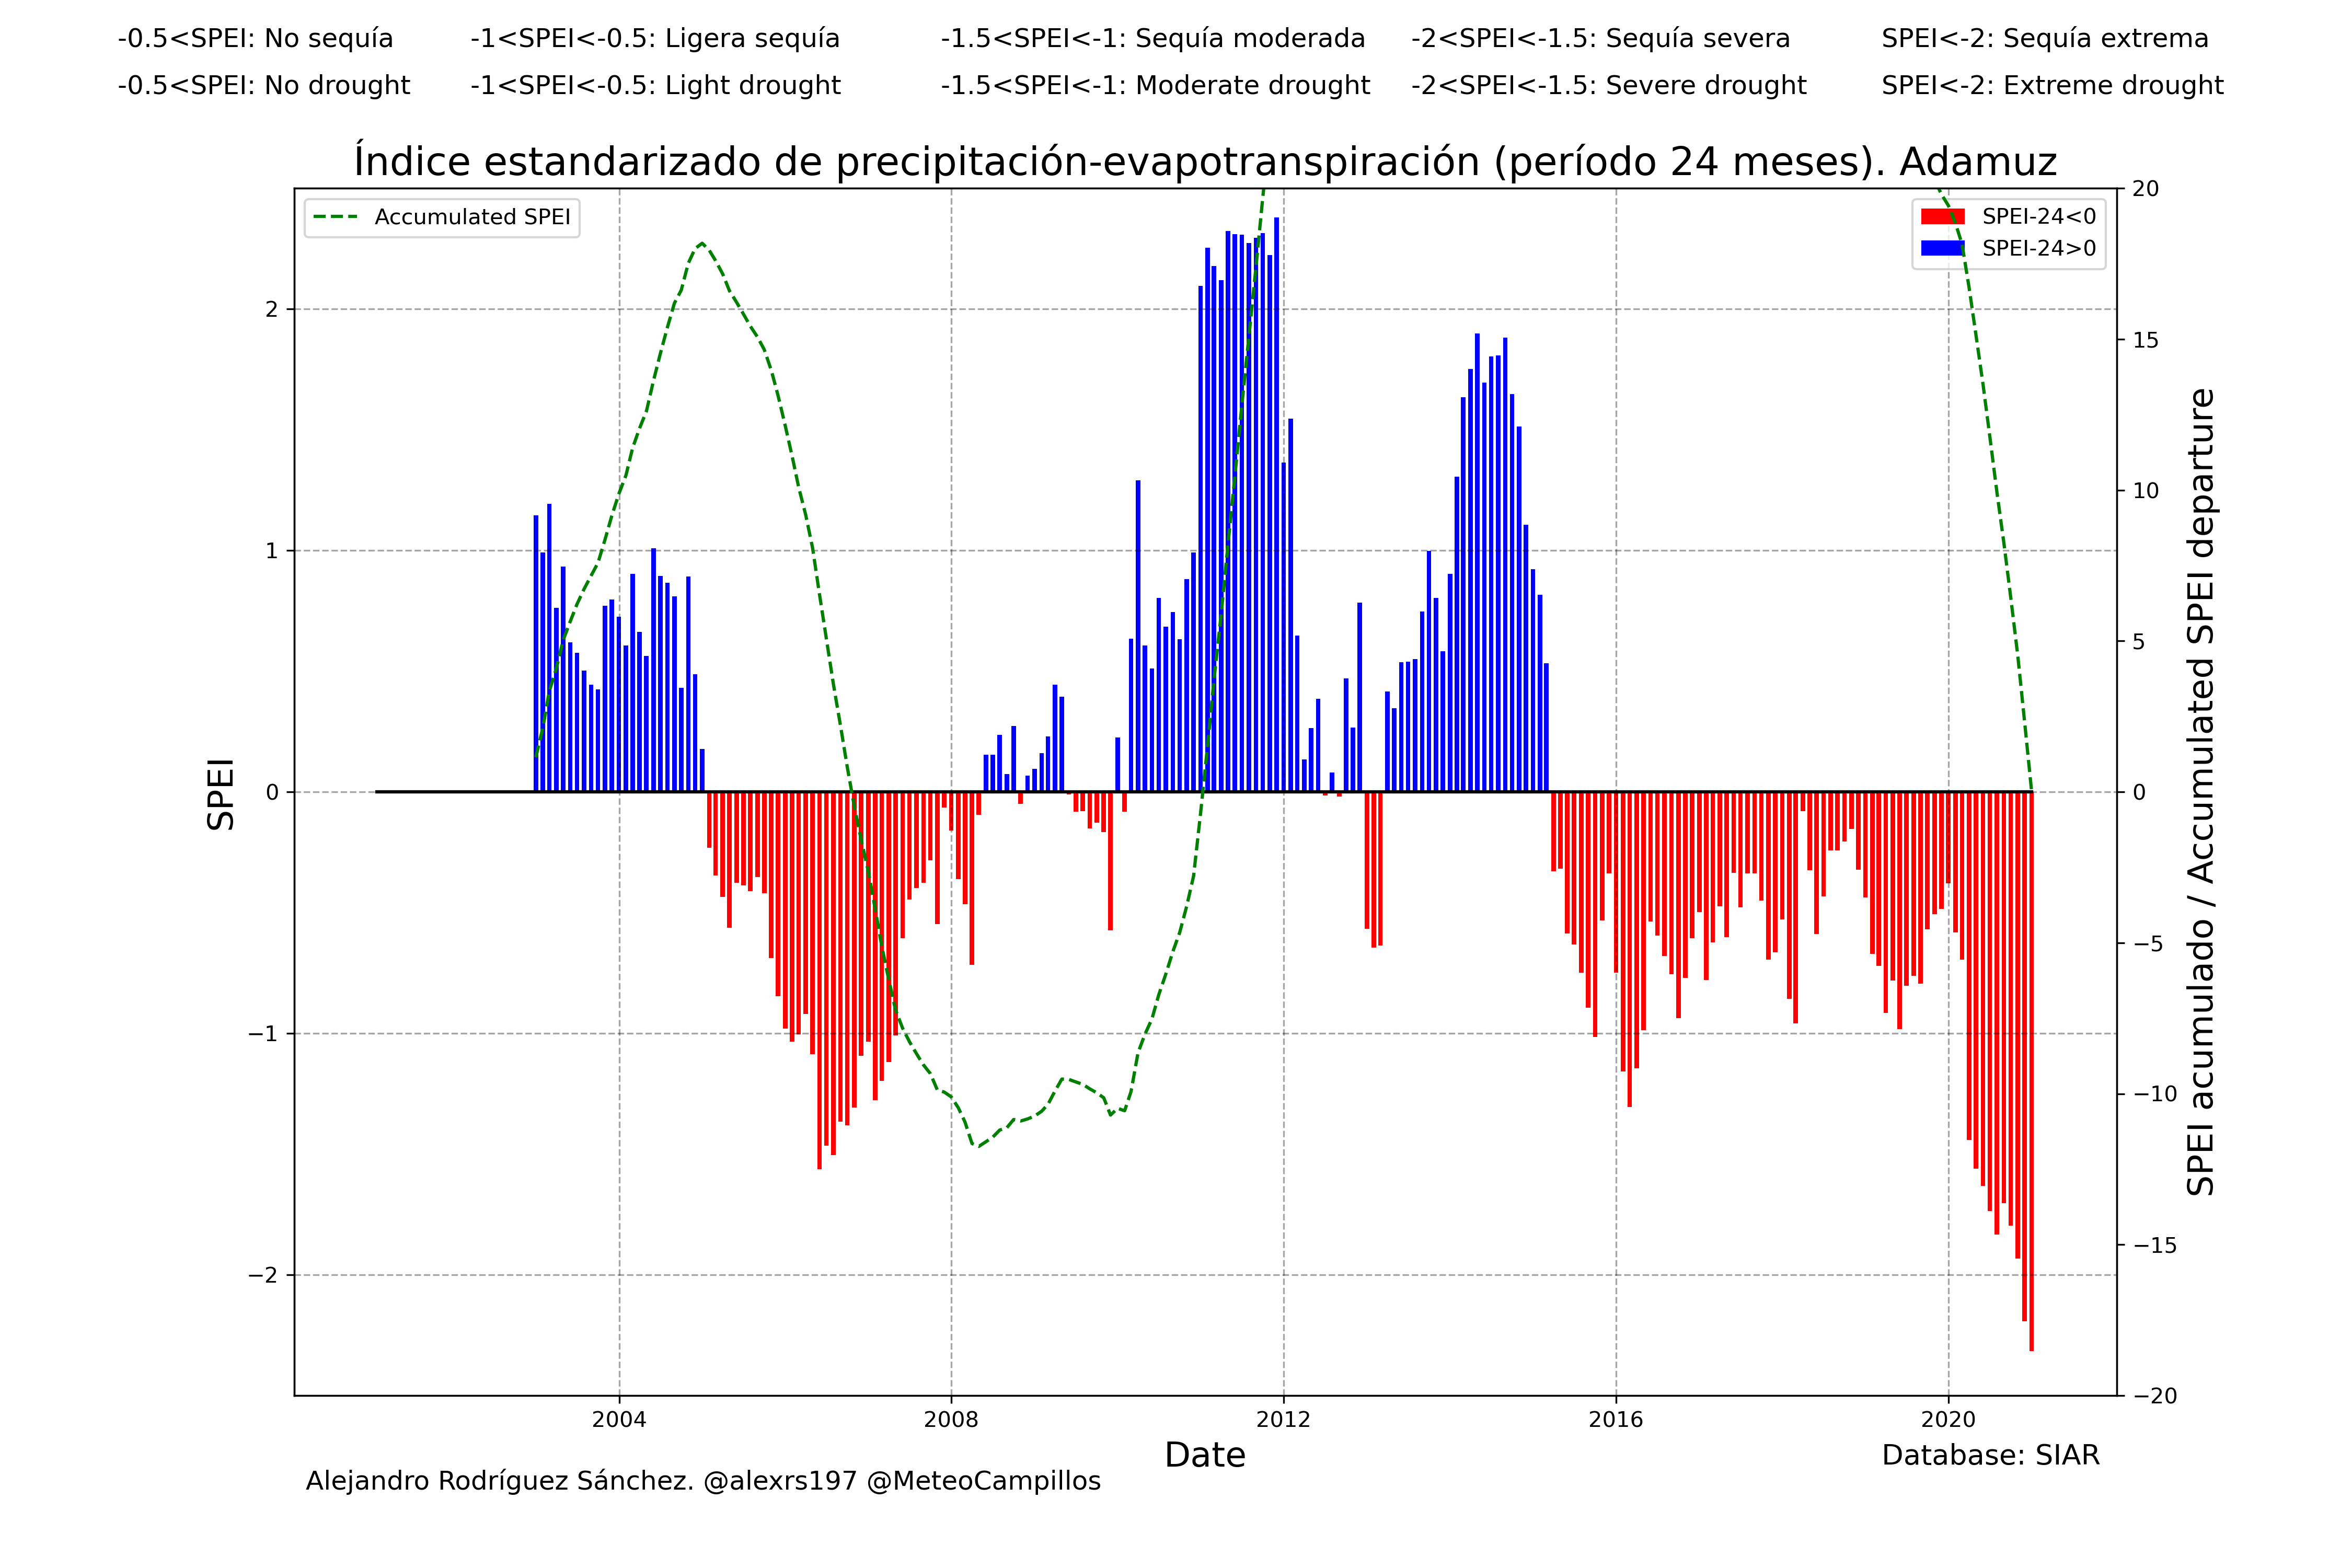 -0.5<SPEI: No sequía -1<SPEI<-0.5: Ligera sequía -1.5<SPEI<-1: Sequía moderada -2<SPEI<-1.5: Sequía severa SPEI<-2: Sequía extrema
-0.5<SPEI: No drought -1<SPEI<-0.5: Light drought -1.5<SPEI<-1: Moderate drought -2<SPEI<-1.5: Severe drought SPEI<-2: Extreme drought
Índice estandarizado de precipitación-evapotranspiración (período 24 meses). Adamuz
Accumulated SPEI
SPEI-24<0
SPEI-24>0
SPEI
2
1
0
−1
−2
20
15
10
5
0
−5
−10
−15
−20
SPEI acumulado / Accumulated SPEI departure
2004 2008 2012 2016 2020
Date
Database: SIAR
Alejandro Rodríguez Sánchez. @alexrs197 @MeteoCampillos